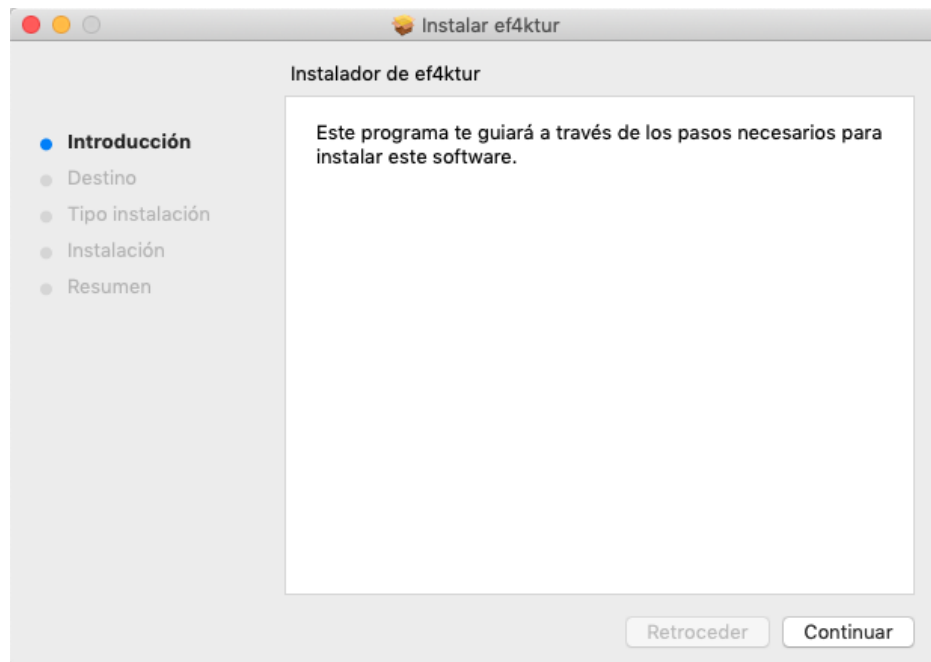 Instalar ef4ktur
Instalador de ef4ktur
Introducción
Destino
Tipo instalación
Instalación
Resumen
Este programa te guiará a través de los pasos necesarios para
instalar este software.
Retroceder
Continuar